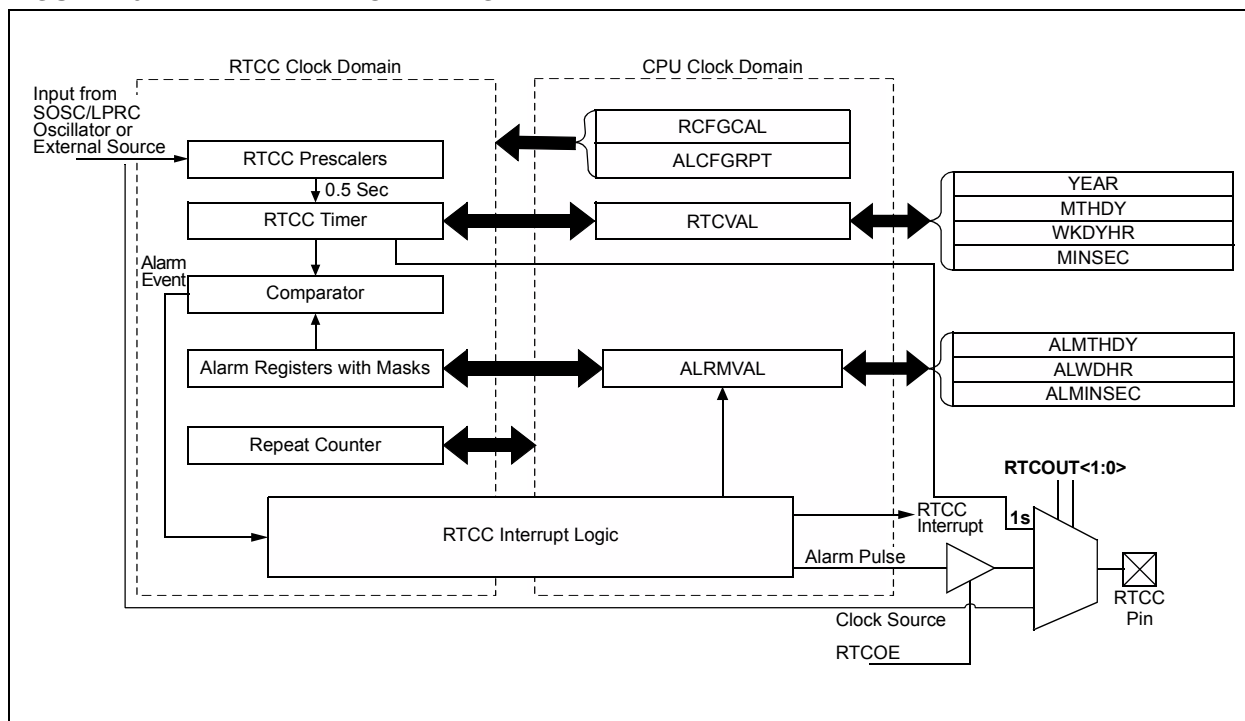 RTCC Clock Domain
CPU Clock Domain
Input from
SOSC/LPRC
Oscillator or
External Source
RTCC Prescalers
0.5 Sec
RTCC Timer
Alarm
Event
Comparator
Alarm Registers with Masks
Repeat Counter
RTCC Interrupt Logic
RCFGCAL
ALCFGRPT
RTCVAL
ALRMVAL
YEAR
MTHDY
WKDYHR
MINSEC
ALMTHDY
ALWDHR
ALMINSEC
RTCOUT<1:0>
1s
RTCC
Interrupt
Alarm Pulse
Clock Source
RTCOE
RTCC
Pin